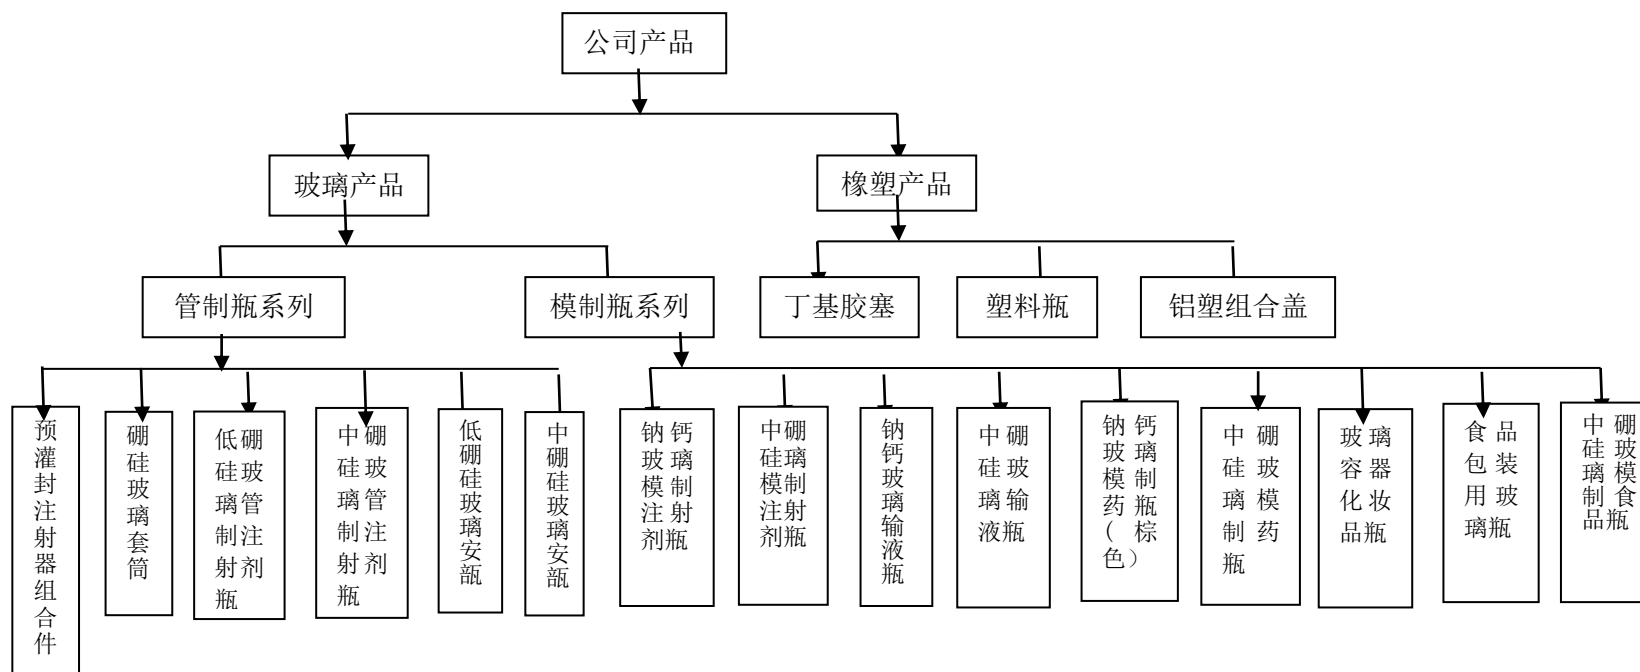 公司产品
玻璃产品
橡塑产品
管制瓶系列
模制瓶系列
丁基胶塞
塑料瓶
铝塑组合盖
预灌封注射器组合件
硼硅玻璃套筒
低硼硅玻璃管制注射剂瓶
中硼硅玻璃管制注射剂瓶
低硼硅玻璃安瓿
中硼硅玻璃安瓿
钠钙玻璃模制注射剂瓶
中硼硅璃模制注射剂瓶
钠钙玻璃输液瓶
中硼硅玻璃输液瓶
钠钙玻璃模制药瓶(棕色）
中硼硅玻璃模制药瓶
玻璃容器化妆品瓶
食品包装用玻璃瓶
中硼硅玻璃模制食品瓶